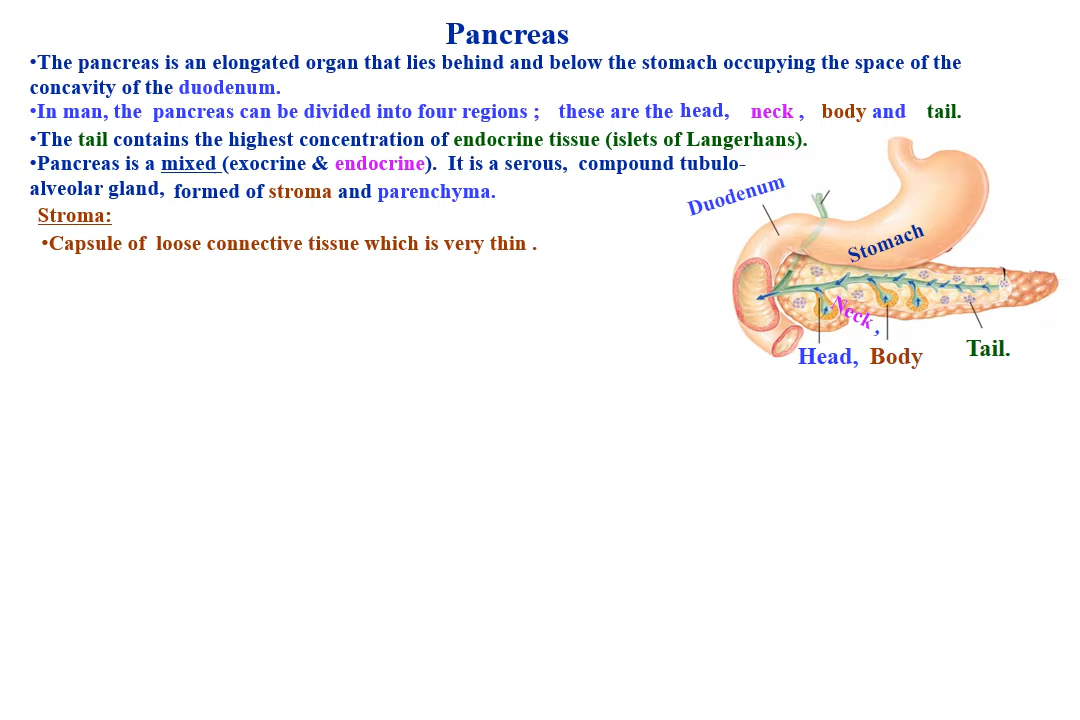 Pancreas
•The pancreas is an elongated organ that lies behind and below the stomach occupying the space of the
concavity of the duodenum.
•In man, the pancreas can be divided into four regions ; these are the head, neck , body and tail.
•The tail contains the highest concentration of endocrine tissue (islets of Langerhans).
•Pancreas is a mixed (exocrine & endocrine). It is a serous, compound tubulo-
alveolar gland, formed of stroma and parenchyma.
Stroma:
•Capsule of loose connective tissue which is very thin .
Duodenum
Stomach
Neck ,
Head, Body
Tail.